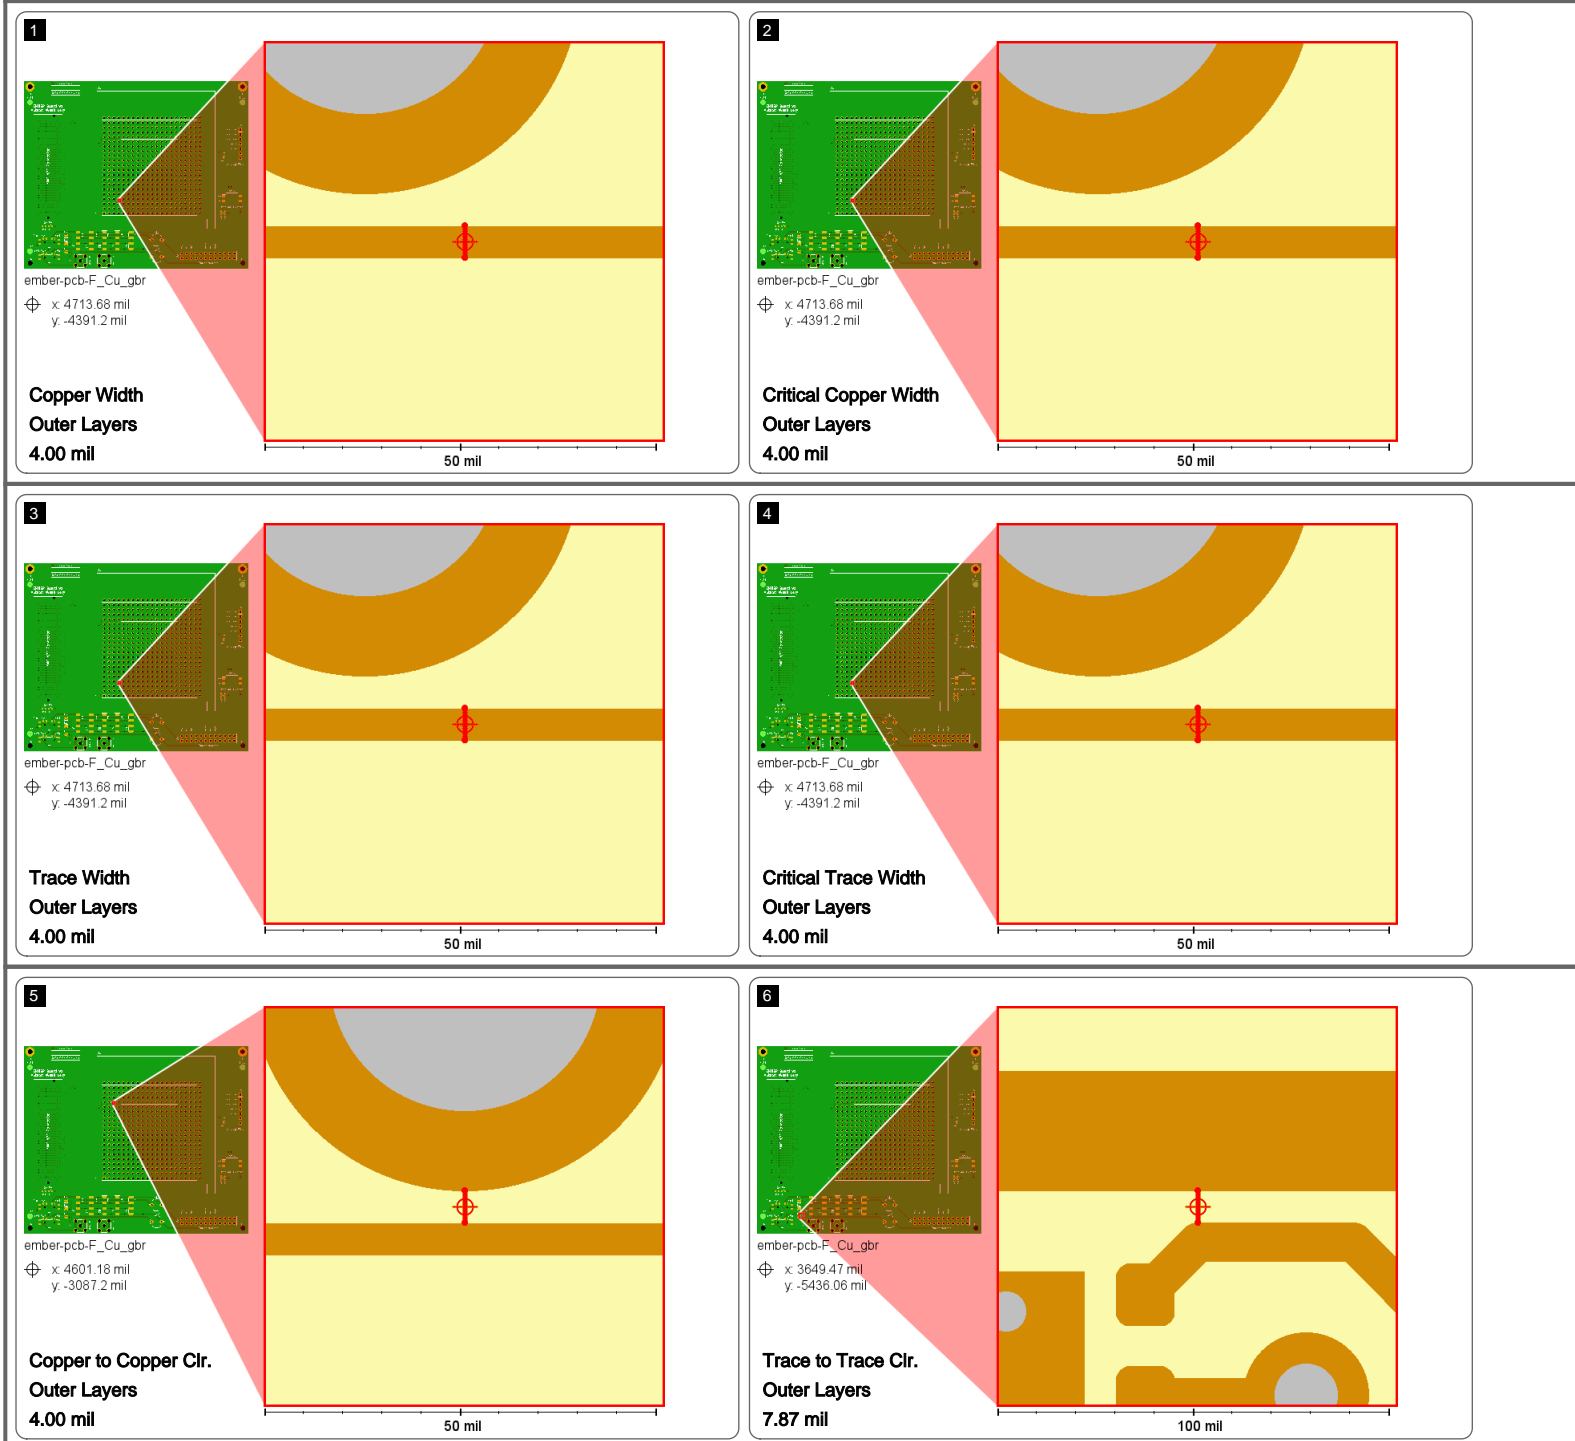 1
ember-pcb-F_Cu_gbr
x: 4713.68 mil
y: -4391.2 mil
Copper Width
Outer Layers
4.00 mil
50 mil
2
ember-pcb-F_Cu_gbr
x: 4713.68 mil
y: -4391.2 mil
Critical Copper Width
Outer Layers
4.00 mil
50 mil
3
ember-pcb-F_Cu_gbr
x: 4713.68 mil
y: -4391.2 mil
Trace Width
Outer Layers
4.00 mil
50 mil
4
ember-pcb-F_Cu_gbr
x: 4713.68 mil
y: -4391.2 mil
Critical Trace Width
Outer Layers
4.00 mil
50 mil
5
ember-pcb-F_Cu_gbr
x: 4601.18 mil
y: -3087.2 mil
Copper to Copper Clr.
Outer Layers
4.00 mil
50 mil
6
ember-pcb-F_Cu_gbr
x: 3649.47 mil
y: -5436.06 mil
Trace to Trace Clr.
Outer Layers
7.87 mil
100 mil